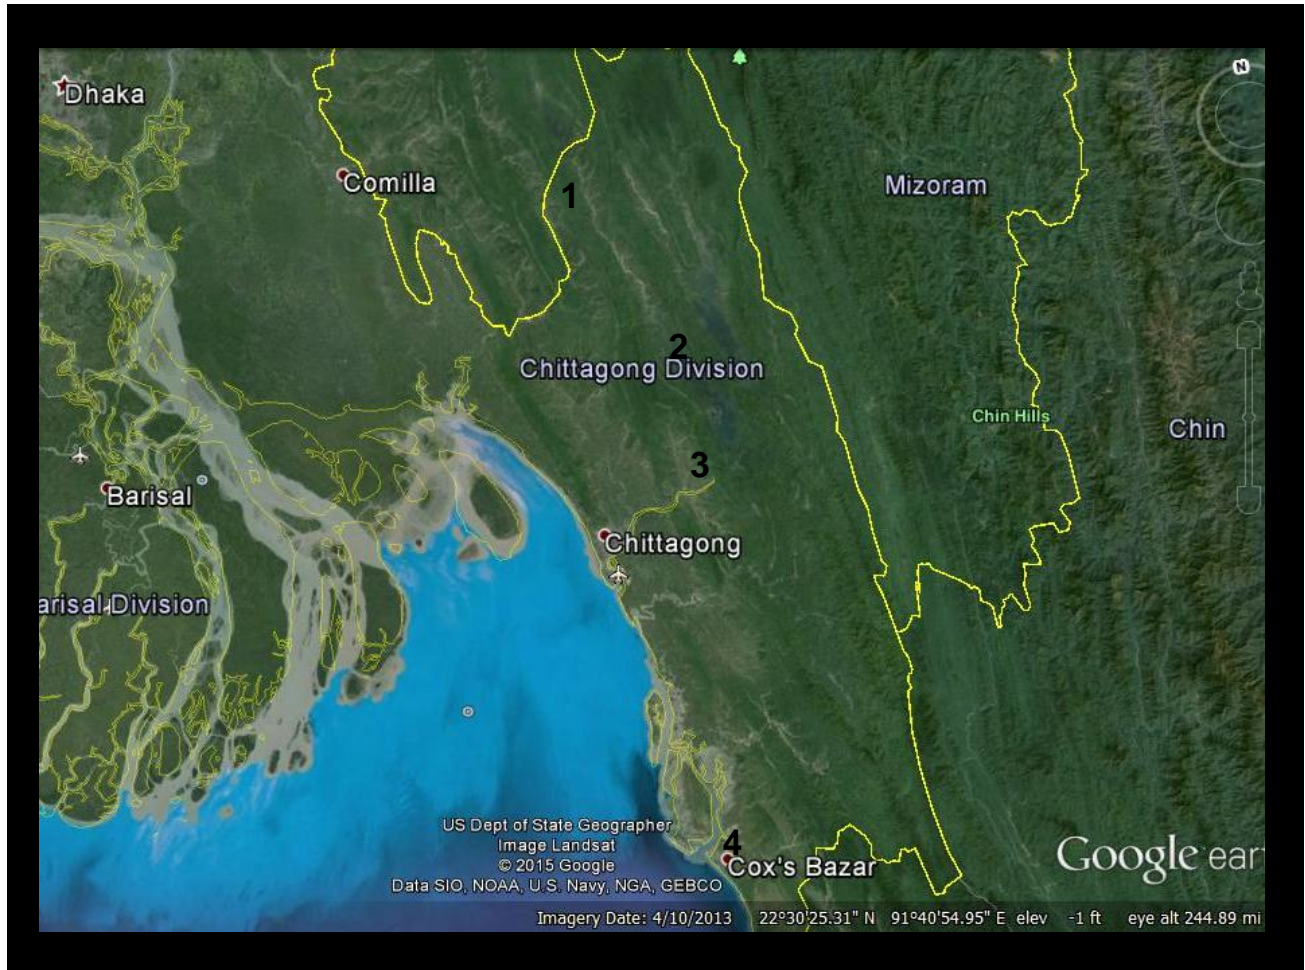 N
Dhaka
Comilla
1
Mizoram
2
Chittagong Division
Chin Hills
Chin
3
Barisal
Chittagong
arisal Division
US Dept of State Geographer
Image Landsat
© 2015 Google
Data SIO, NOAA, U.S. Navy, NGA, GEBCO
4
Cox's Bazar
Google ear
Imagery Date: 4/10/2013 22°30'25.31" N 91°40'54.95" E elev -1 ft eye alt 244.89 mi